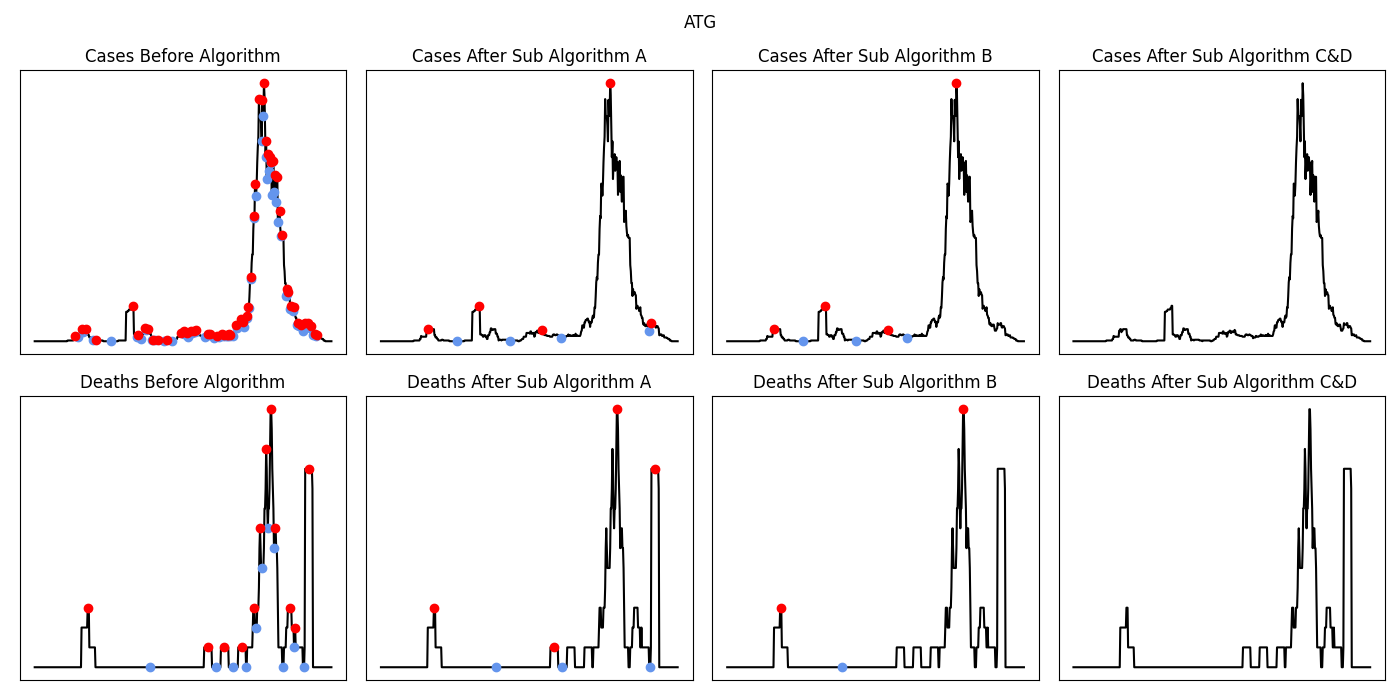 ATG
Cases Before Algorithm
Cases After Sub Algorithm A
Cases After Sub Algorithm B
Cases After Sub Algorithm C&D
Deaths Before Algorithm
Deaths After Sub Algorithm A
Deaths After Sub Algorithm B
Deaths After Sub Algorithm C&D